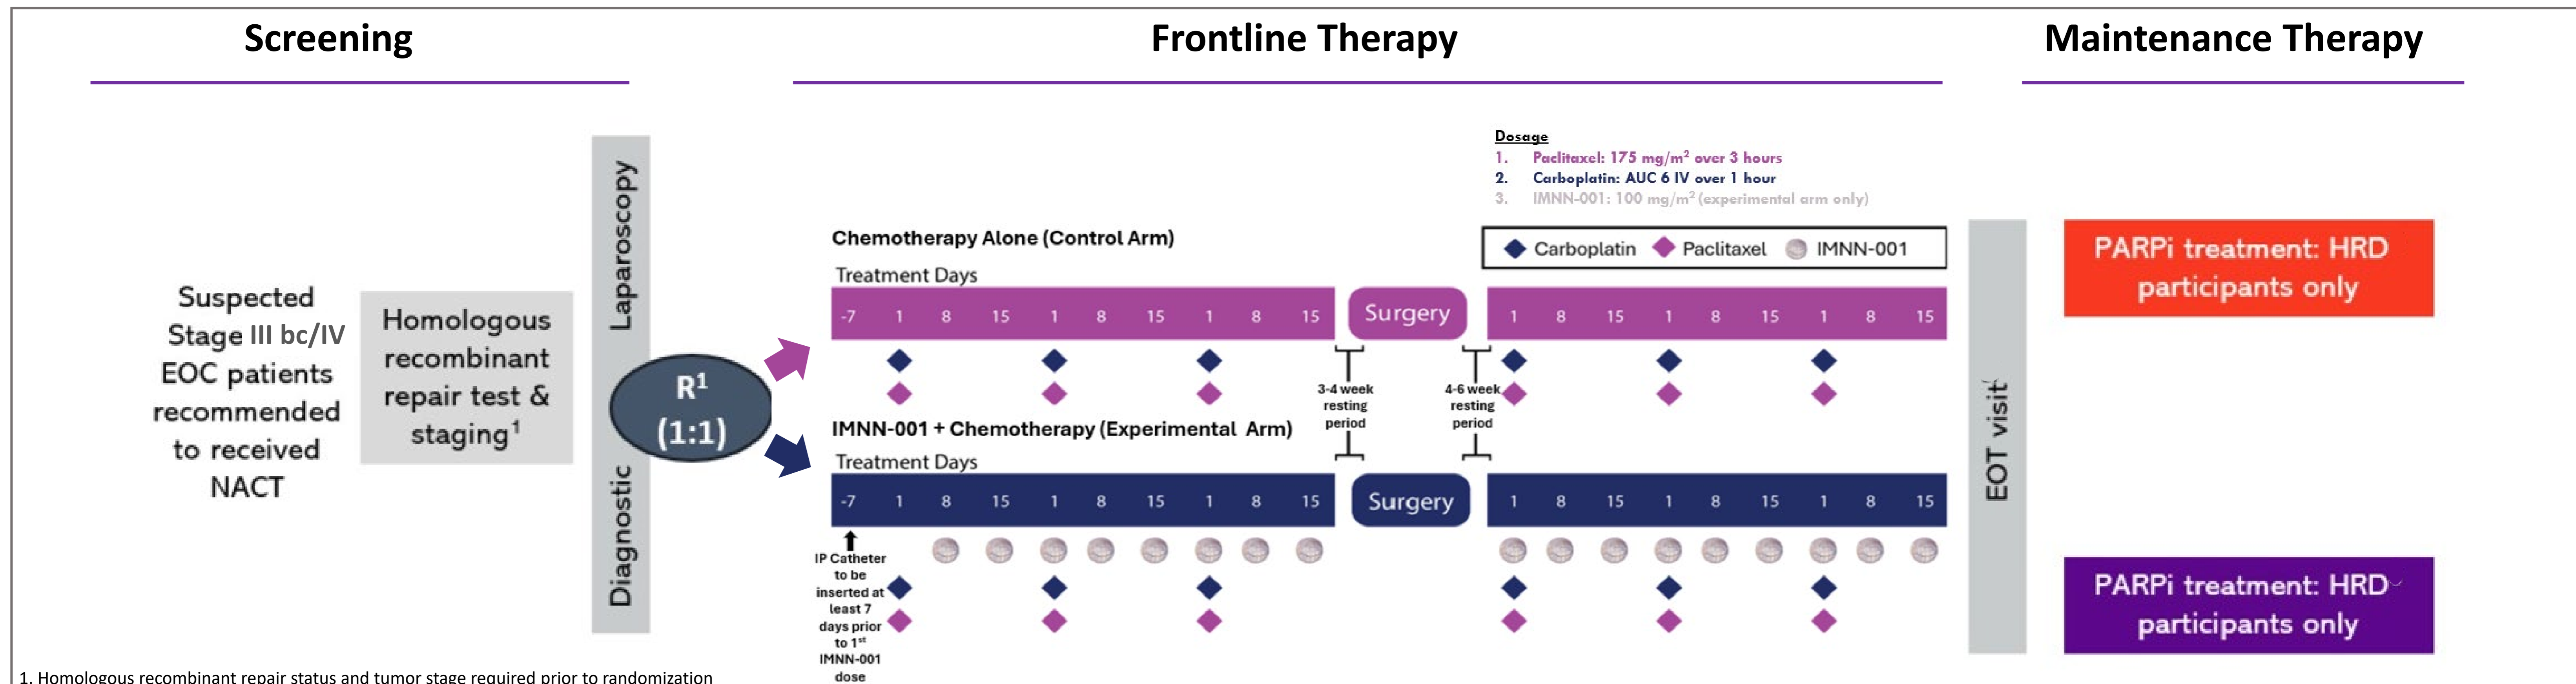 Screening
Frontline Therapy
Maintenance Therapy
Suspected
Stage III bc/IV
EOC patients
recommended
to received
NACT
Homologous
recombinant
repair test &
staging¹
Diagnostic Laparoscopy
R¹
(1:1)
Dosage
1. Paclitaxel: 175 mg/m² over 3 hours
2. Carboplatin: AUC 6 IV over 1 hour
3. IMNN-001: 100 mg/m² (experimental arm only)
Carboplatin Paclitaxel IMNN-001
Chemotherapy Alone (Control Arm)
Treatment Days
-7 1 8 15 1 8 15 1 8 15 Surgery 1 8 15 1 8 15 1 8 15
3-4 week
resting
period
4-6 week
resting
period
IMNN-001 + Chemotherapy (Experimental Arm)
Treatment Days
-7 1 8 15 1 8 15 1 8 15 Surgery 1 8 15 1 8 15 1 8 15
IP Catheter
to be
inserted at
least 7
days prior
to 1st
IMNN-001
dose
EOT visit
PARPi treatment: HRD
participants only
PARPi treatment: HRD
participants only
1. Homologous recombinant repair status and tumor stage required prior to randomization